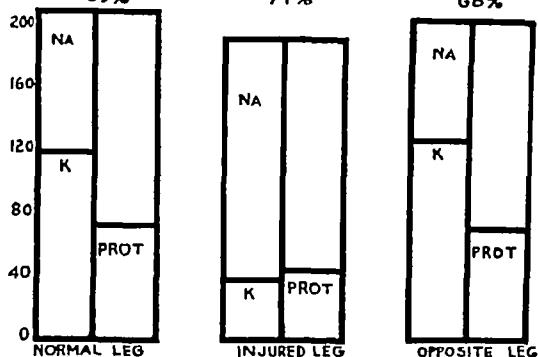 71% 68%
200
NA NA
160
NA
120
K K
80
PROT PROT
40
K PROT
0
NORMAL LEG INJURED LEG OPPOSITE LEG